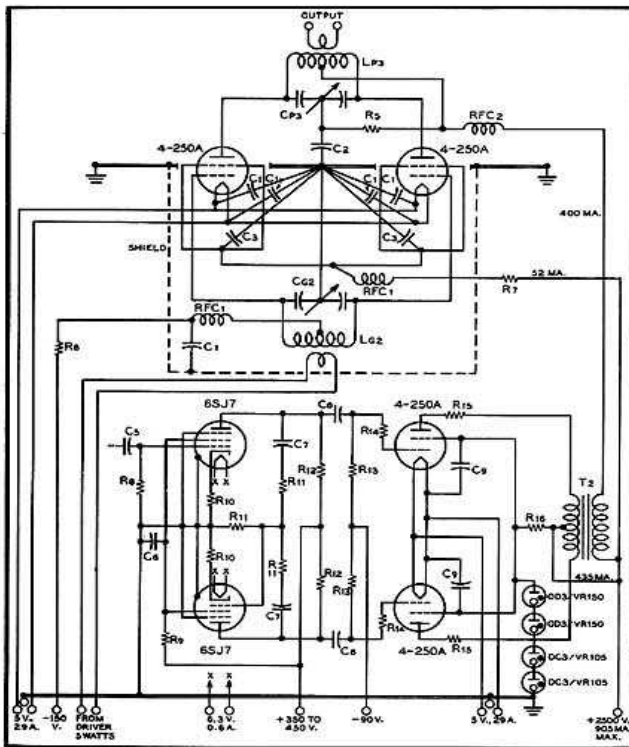 OUTPUT
LP3
CP3
R5
RFC2
4-250A
C2
4-250A
C1
C1
C1
C1
400 MA.
C3
C3
SHIELD
52 MA.
CG2
RFC1
R7
RFC1
R6
C1
LG2
6SJ7
C6
4-250A
R15
C5
C7
R14
R8
R12
R13
C9
T2
R10
R11
R11
R16
C6
R10
R11
R12
R13
C9
435 MA.
OD3/VR150
C7
OD3/VR150
R9
R14
6SJ7
C8
R15
4-250A
OC3/VR105
OC3/VR105
X X
X X
X X
5 V. 29 A.
-150 V.
FROM DRIVER 5 WATTS
6.3 V. 0.6 A.
+350 TO 450 V.
-90V.
5 V., 29 A.
+2500 V. 905 MA. MAX.